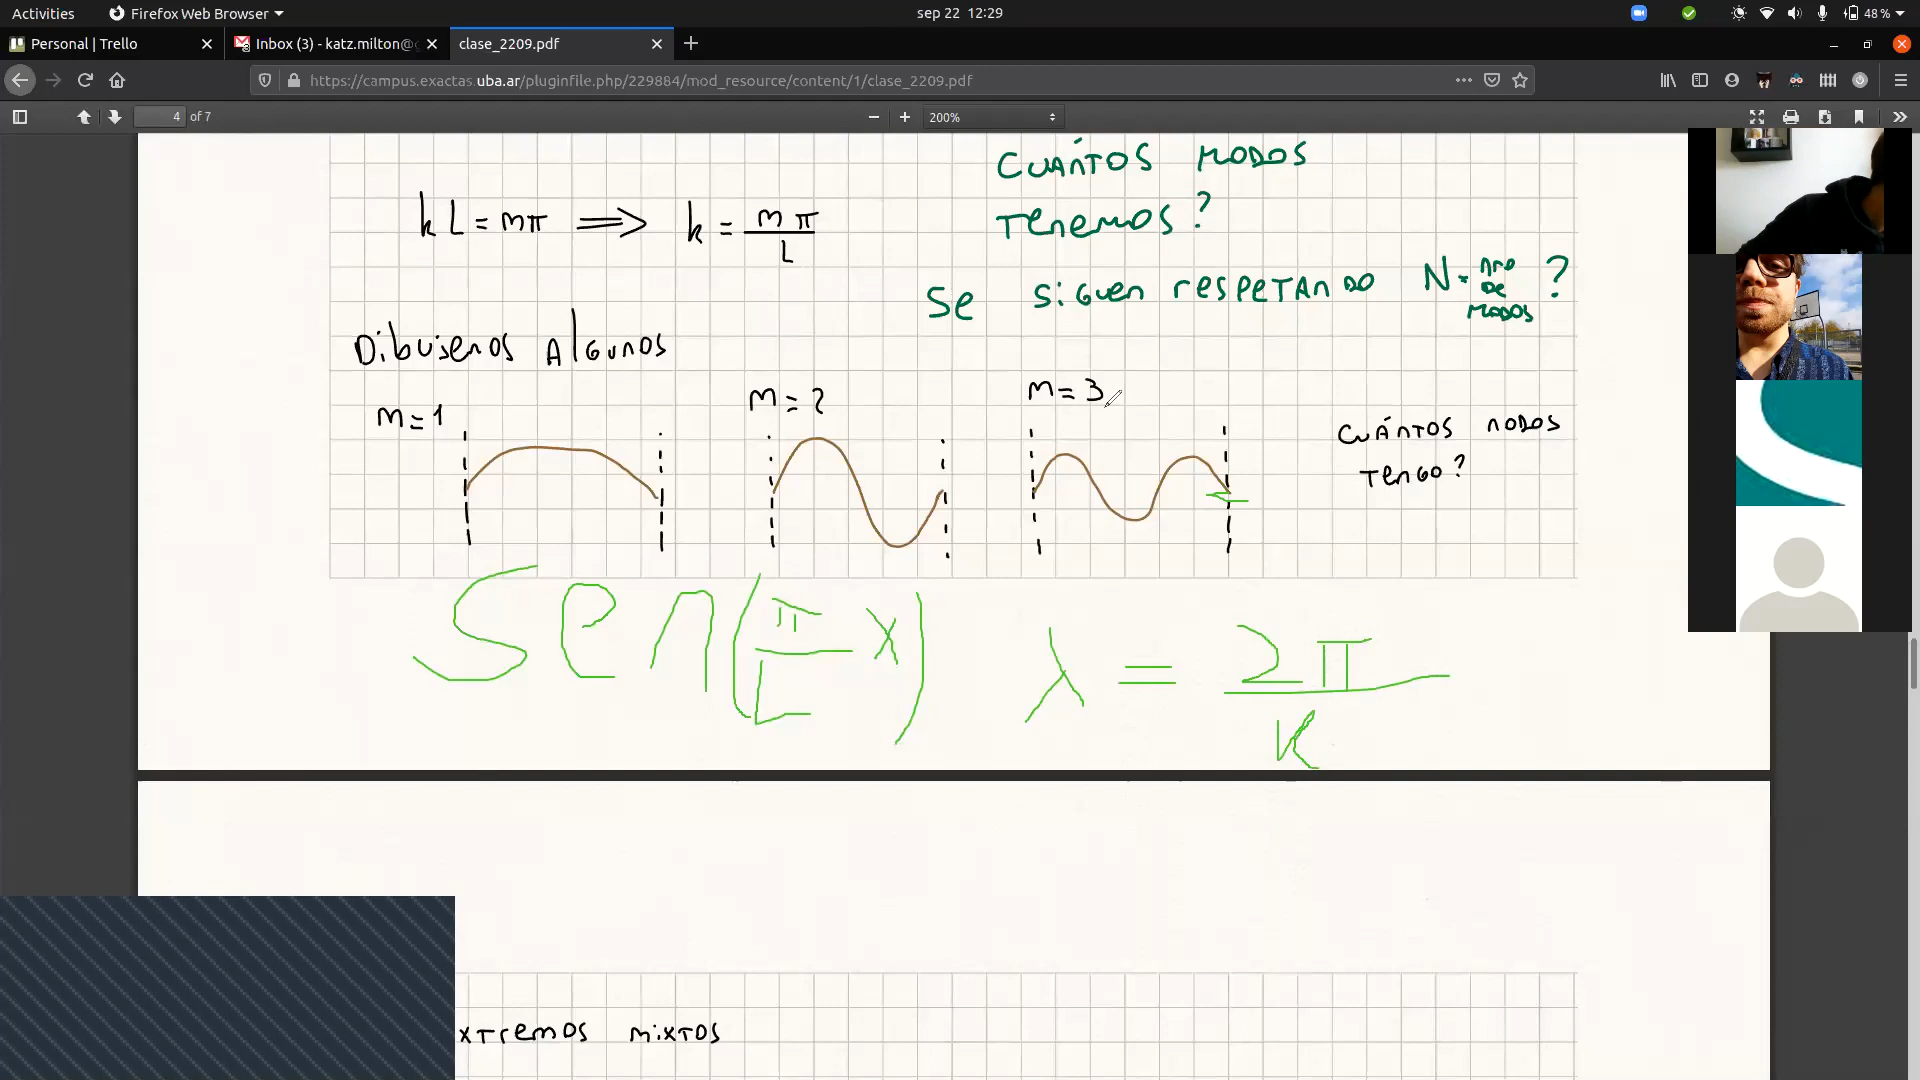 Activities
Firefox Web Browser
sep 22 12:29
48 %
Personal | Trello
Inbox (3) - katz.milton@g
clase_2209.pdf
https://campus.exactas.uba.ar/pluginfile.php/229884/mod_resource/content/1/clase_2209.pdf
4 of 7
200%
CUÁNTOS MODOS
TENEMOS?
kL = mπ ⟹ k = mπ/L
Se siguen respetando N = nro de modos?
Dibujemos Algunos
m=1
m=2
m=3
CUÁNTOS NODOS
TENGO?
Sen(π/L x) λ = 2π/K
xtremos mixtos